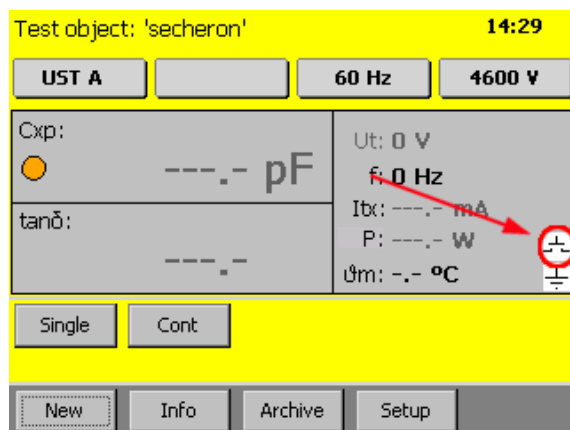 Test object: 'secheron' 14:29
UST A 60 Hz 4600 V
Cxp: Ut: 0 V
---.- pF f: 0 Hz
Itx: ---.- mA
tanδ: P: ---.- W
---.- ϑm: -.- ºC
Single Cont
New Info Archive Setup